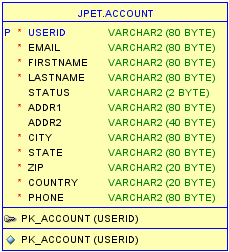 JPET.ACCOUNT
P * USERID VARCHAR2 (80 BYTE)
* EMAIL VARCHAR2 (80 BYTE)
* FIRSTNAME VARCHAR2 (80 BYTE)
* LASTNAME VARCHAR2 (80 BYTE)
STATUS VARCHAR2 (2 BYTE)
* ADDR1 VARCHAR2 (80 BYTE)
ADDR2 VARCHAR2 (40 BYTE)
* CITY VARCHAR2 (80 BYTE)
* STATE VARCHAR2 (80 BYTE)
* ZIP VARCHAR2 (20 BYTE)
* COUNTRY VARCHAR2 (20 BYTE)
* PHONE VARCHAR2 (80 BYTE)
PK_ACCOUNT (USERID)
PK_ACCOUNT (USERID)